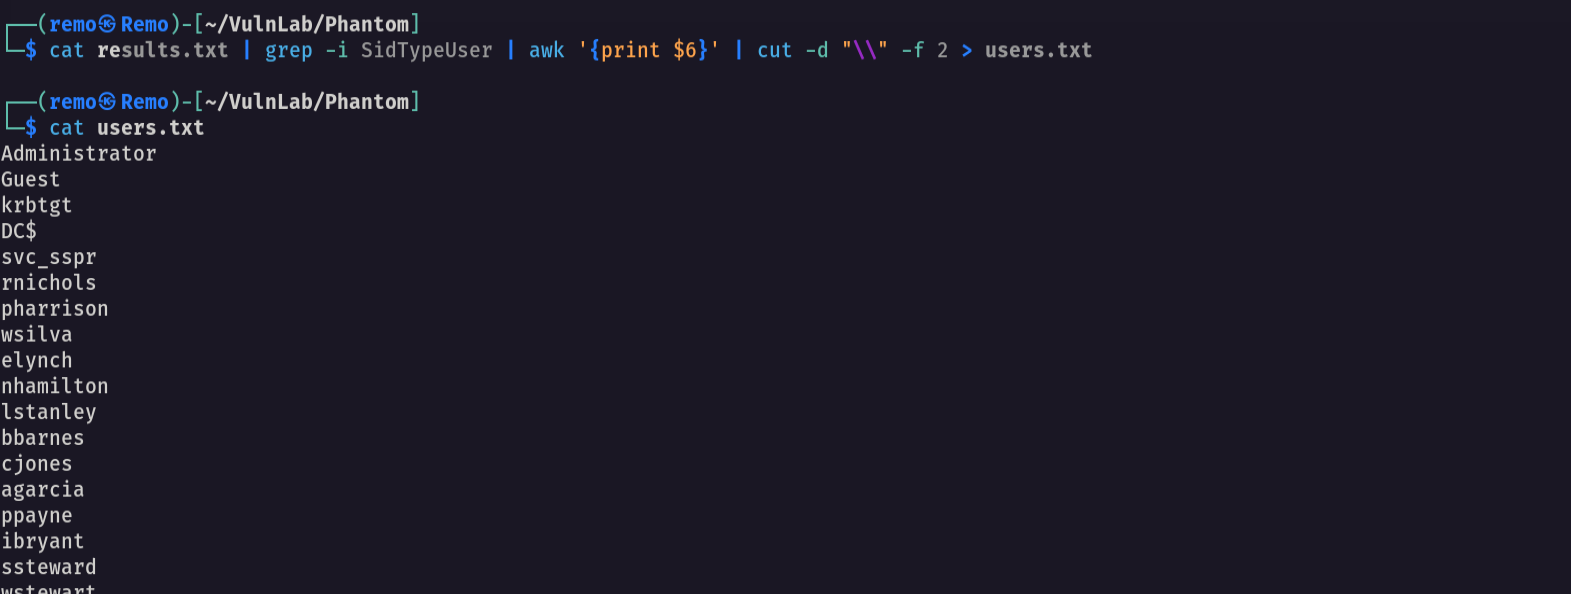 ┌──(remo㉿Remo)-[~/VulnLab/Phantom]
└─$ cat results.txt | grep -i SidTypeUser | awk '{print $6}' | cut -d "\\" -f 2 > users.txt
┌──(remo㉿Remo)-[~/VulnLab/Phantom]
└─$ cat users.txt
Administrator
Guest
krbtgt
DC$
svc_sspr
rnichols
pharrison
wsilva
elynch
nhamilton
lstanley
bbarnes
cjones
agarcia
ppayne
ibryant
ssteward
wstewart